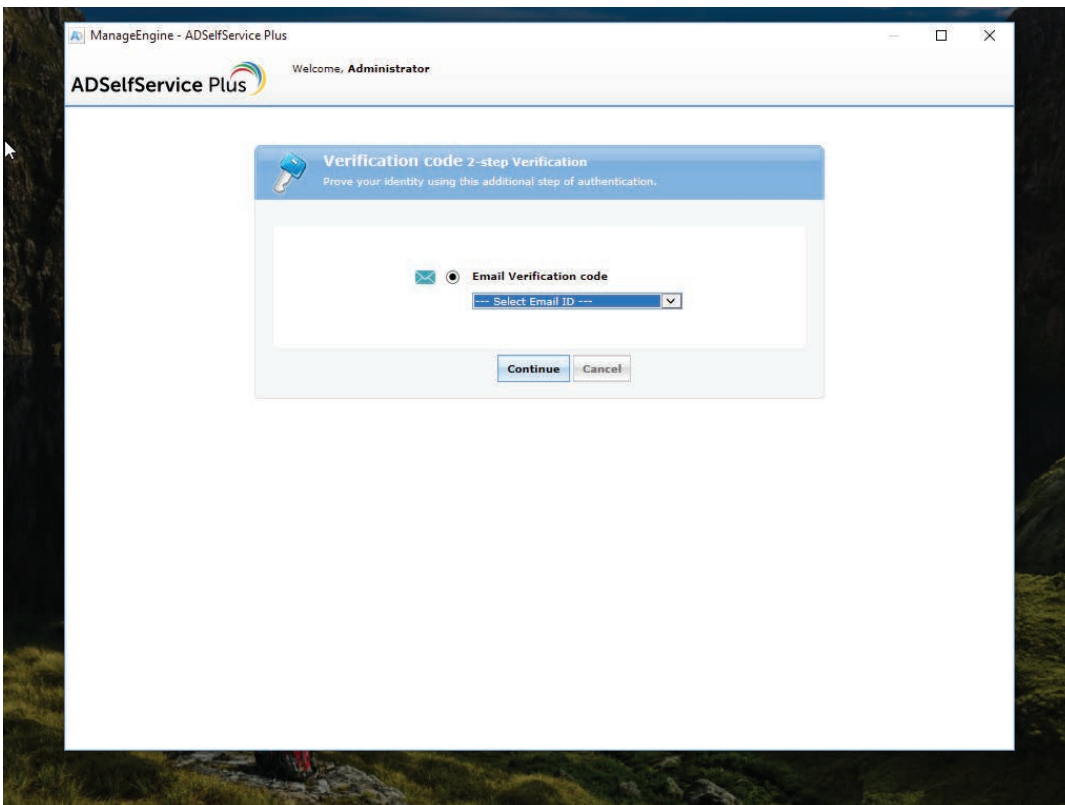 ManageEngine - ADSelfService Plus
ADSelfService Plus
Welcome, Administrator
Verification code 2-step Verification
Prove your identity using this additional step of authentication.
Email Verification code
--- Select Email ID ---
Continue Cancel